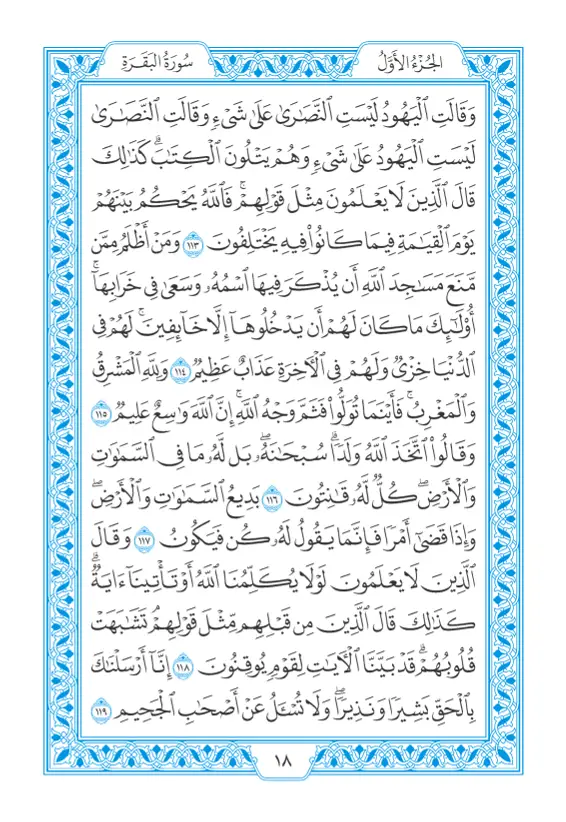 الجُزْءُ الأَوَّلُ
سُورَةُ البَقَرَةِ
وَقَالَتِ ٱلْيَهُودُ لَيْسَتِ ٱلنَّصَٰرَىٰ عَلَىٰ شَىْءٍ وَقَالَتِ ٱلنَّصَٰرَىٰ
لَيْسَتِ ٱلْيَهُودُ عَلَىٰ شَىْءٍ وَهُمْ يَتْلُونَ ٱلْكِتَٰبَۗ كَذَٰلِكَ
قَالَ ٱلَّذِينَ لَا يَعْلَمُونَ مِثْلَ قَوْلِهِمْۚ فَٱللَّهُ يَحْكُمُ بَيْنَهُمْ
يَوْمَ ٱلْقِيَٰمَةِ فِيمَا كَانُوا۟ فِيهِ يَخْتَلِفُونَ ١١٣ وَمَنْ أَظْلَمُ مِمَّن
مَّنَعَ مَسَٰجِدَ ٱللَّهِ أَن يُذْكَرَ فِيهَا ٱسْمُهُۥ وَسَعَىٰ فِى خَرَابِهَآۚ
أُو۟لَٰٓئِكَ مَا كَانَ لَهُمْ أَن يَدْخُلُوهَآ إِلَّا خَآئِفِينَۚ لَهُمْ فِى
ٱلدُّنْيَا خِزْىٌ وَلَهُمْ فِى ٱلْءَاخِرَةِ عَذَابٌ عَظِيمٌ ١١٤ وَلِلَّهِ ٱلْمَشْرِقُ
وَٱلْمَغْرِبُۚ فَأَيْنَمَا تُوَلُّوا۟ فَثَمَّ وَجْهُ ٱللَّهِۚ إِنَّ ٱللَّهَ وَٰسِعٌ عَلِيمٌ ١١٥
وَقَالُوا۟ ٱتَّخَذَ ٱللَّهُ وَلَدًاۗ سُبْحَٰنَهُۥۖ بَل لَّهُۥ مَا فِى ٱلسَّمَٰوَٰتِ
وَٱلْأَرْضِۖ كُلٌّ لَّهُۥ قَٰنِتُونَ ١١٦ بَدِيعُ ٱلسَّمَٰوَٰتِ وَٱلْأَرْضِۖ
وَإِذَا قَضَىٰٓ أَمْرًا فَإِنَّمَا يَقُولُ لَهُۥ كُن فَيَكُونُ ١١٧ وَقَالَ
ٱلَّذِينَ لَا يَعْلَمُونَ لَوْلَا يُكَلِّمُنَا ٱللَّهُ أَوْ تَأْتِينَآ ءَايَةٌۗ
كَذَٰلِكَ قَالَ ٱلَّذِينَ مِن قَبْلِهِم مِّثْلَ قَوْلِهِمْۘ تَشَٰبَهَتْ
قُلُوبُهُمْۗ قَدْ بَيَّنَّا ٱلْءَايَٰتِ لِقَوْمٍ يُوقِنُونَ ١١٨ إِنَّآ أَرْسَلْنَٰكَ
بِٱلْحَقِّ بَشِيرًا وَنَذِيرًاۖ وَلَا تُسْـَٔلُ عَنْ أَصْحَٰبِ ٱلْجَحِيمِ ١١٩
١٨